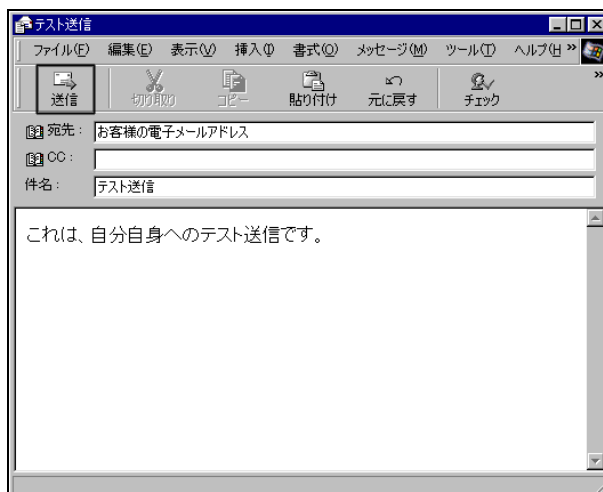 テスト送信
ファイル(F) 編集(E) 表示(V) 挿入(I) 書式(O) メッセージ(M) ツール(T) ヘルプ(H »
送信 切り取り コピー 貼り付け 元に戻す チェック »
宛先: お客様の電子メールアドレス
CC:
件名: テスト送信
これは、自分自身へのテスト送信です。